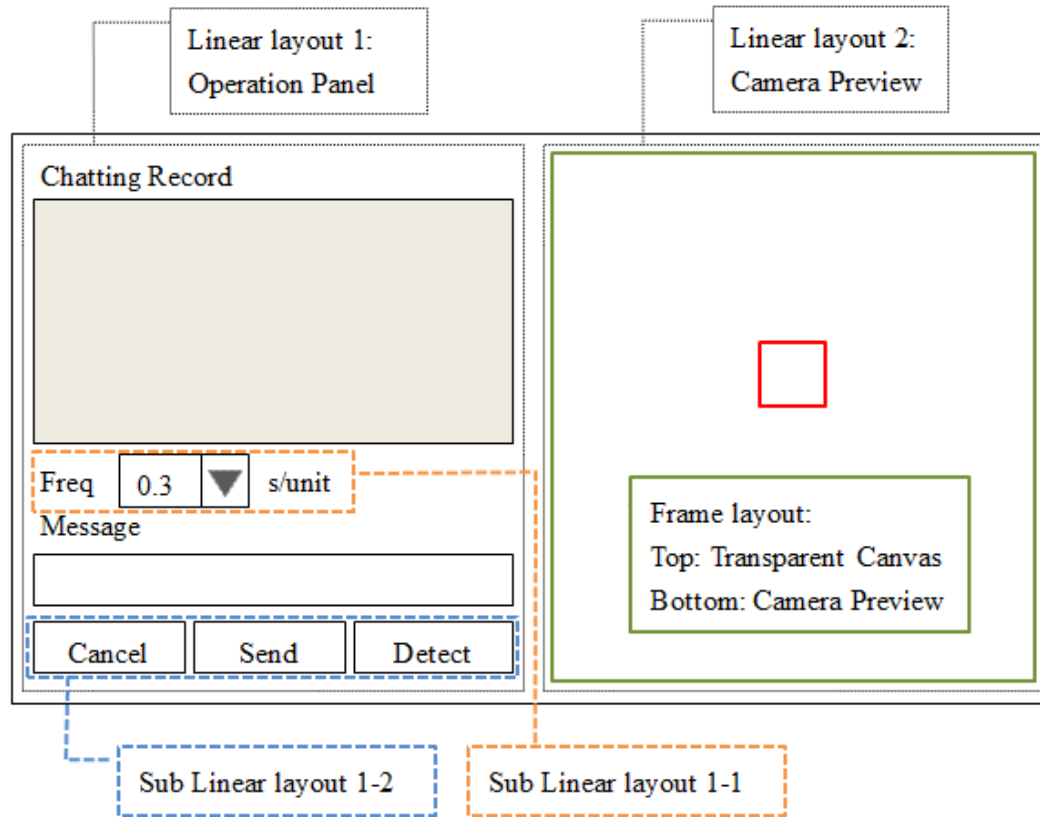 Linear layout 1:
Operation Panel
Linear layout 2:
Camera Preview
Chatting Record
Freq 0.3 s/unit
Message
Cancel Send Detect
Frame layout:
Top: Transparent Canvas
Bottom: Camera Preview
Sub Linear layout 1-2
Sub Linear layout 1-1